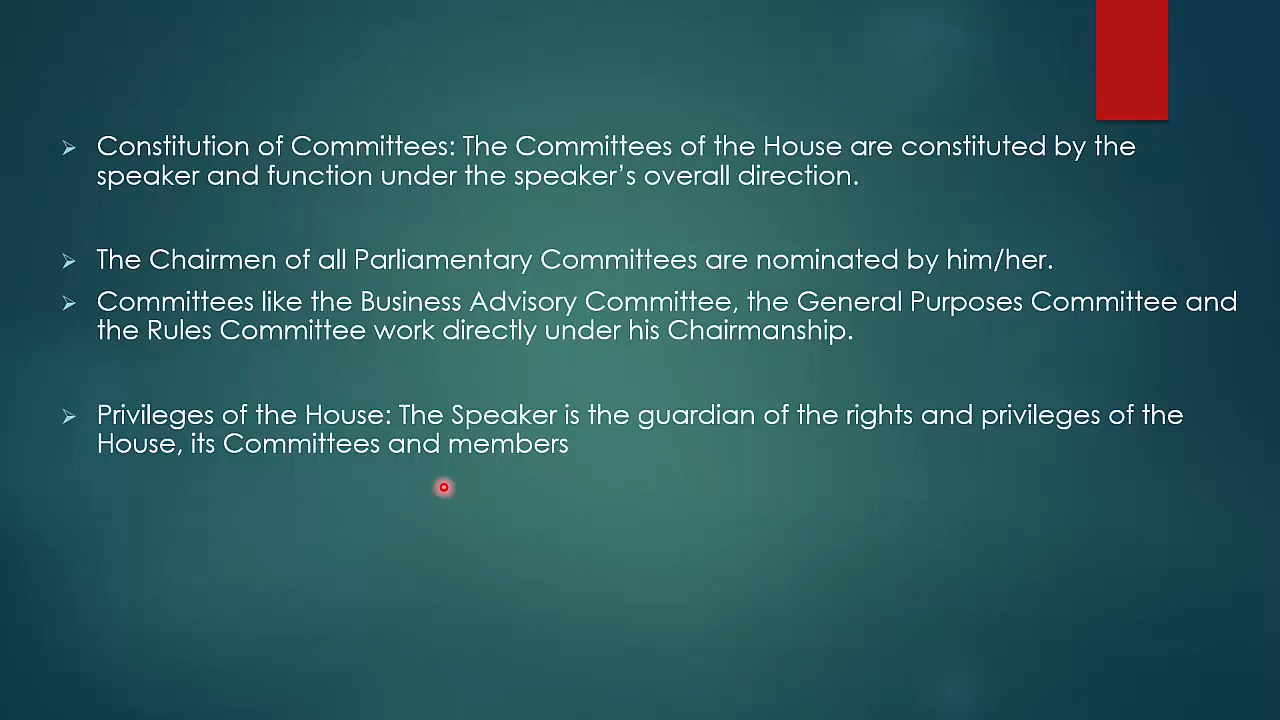 Constitution of Committees: The Committees of the House are constituted by the
speaker and function under the speaker's overall direction.
The Chairmen of all Parliamentary Committees are nominated by him/her.
Committees like the Business Advisory Committee, the General Purposes Committee and
the Rules Committee work directly under his Chairmanship.
Privileges of the House: The Speaker is the guardian of the rights and privileges of the
House, its Committees and members